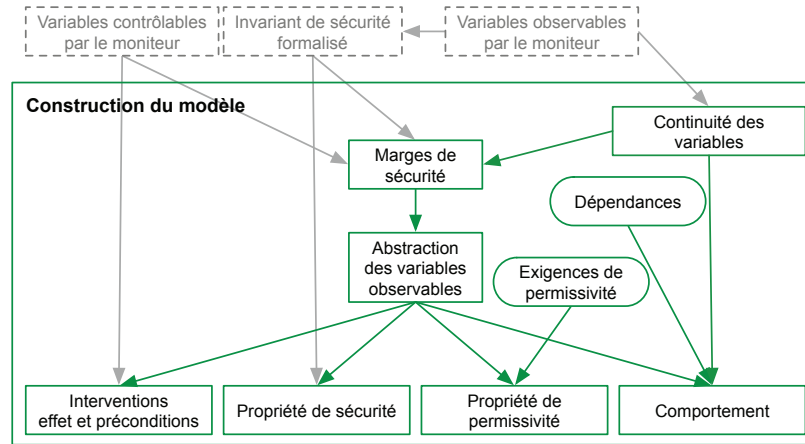 Variables contrôlables
par le moniteur
Invariant de sécurité
formalisé
Variables observables
par le moniteur
Construction du modèle
Continuité des
variables
Marges de
sécurité
Dépendances
Abstraction
des variables
observables
Exigences de
permissivité
Interventions
effet et préconditions
Propriété de sécurité
Propriété de
permissivité
Comportement